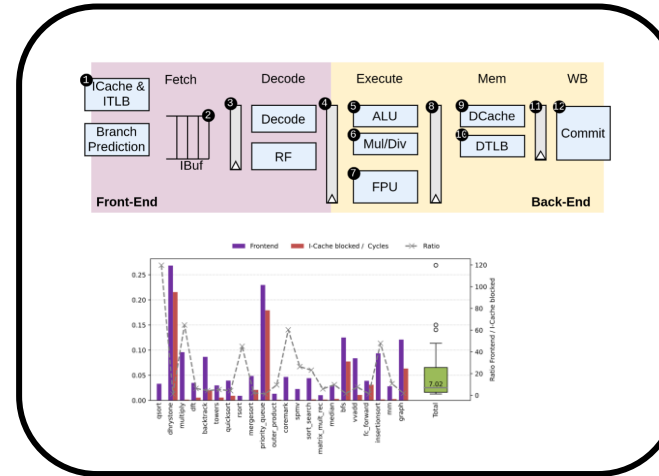 Fetch Decode Execute Mem WB
1 ICache & ITLB
Branch Prediction
2
IBuf
3
Decode
RF
4
5 ALU
6 Mul/Div
7 FPU
8
9 DCache
10 DTLB
11
12 Commit
Front-End
Back-End
Frontend I-Cache blocked / Cycles Ratio
0.25
0.20
0.15
0.10
0.05
0.00
120
100
80
60
40
20
0
Ratio Frontend / I-Cache blocked
7.02
qsort
dhrystone
multiply
dft
backtrack
towers
quicksort
rsort
mergesort
priority_queue
outer_product
coremark
spmv
sort_search
matrix_mult_rec
median
bfs
vvadd
fc_forward
insertionsort
mm
graph
Total